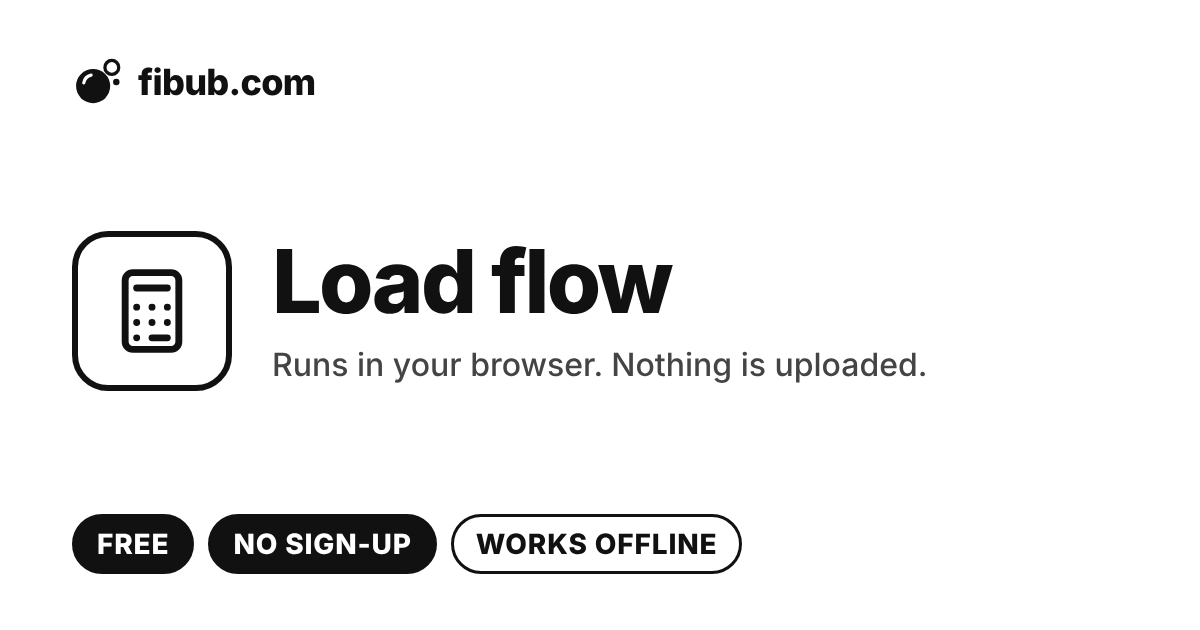 fibub.com
Load flow
Runs in your browser. Nothing is uploaded.
FREE
NO SIGN-UP
WORKS OFFLINE